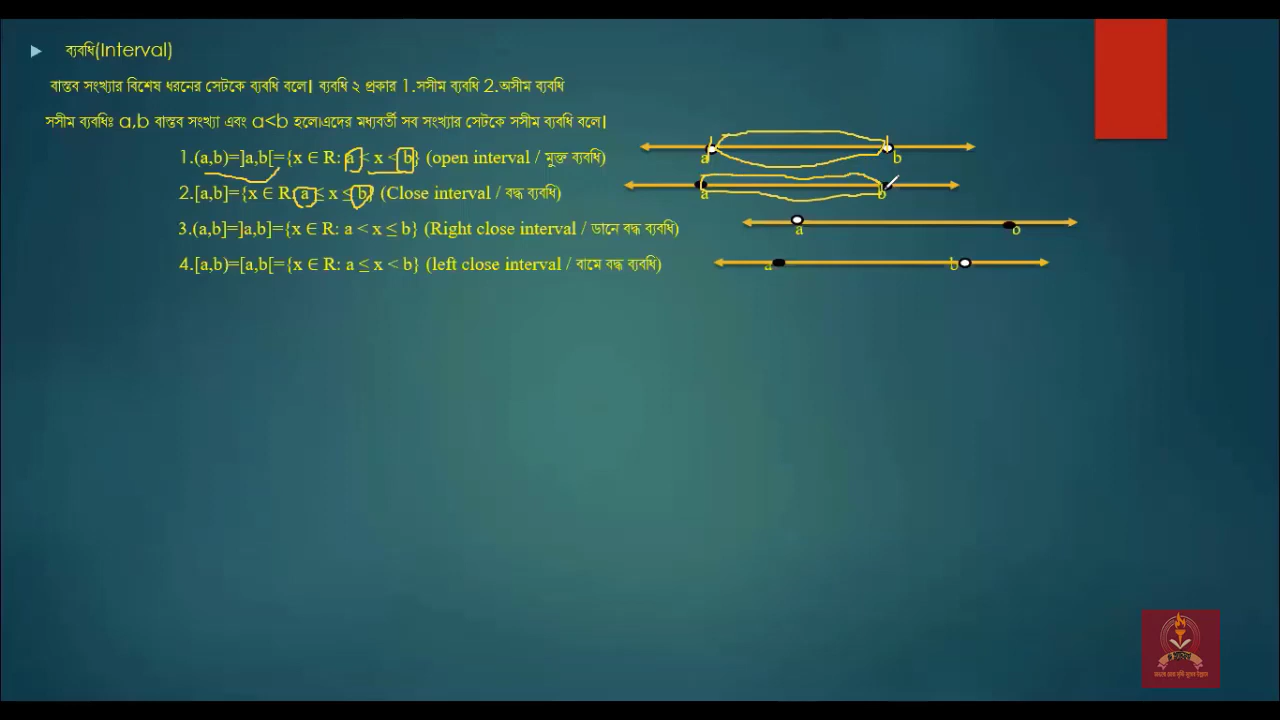 ব্যবধি(Interval)
বাস্তব সংখ্যার বিশেষ ধরনের সেটকে ব্যবধি বলে। ব্যবধি ২ প্রকার 1.সসীম ব্যবধি 2.অসীম ব্যবধি
সসীম ব্যবধিঃ a,b বাস্তব সংখ্যা এবং a<b হলে।এদের মধ্যবর্তী সব সংখ্যার সেটকে সসীম ব্যবধি বলে।
1.(a,b)=]a,b[={x ∈ R: a < x < b} (open interval / মুক্ত ব্যবধি)
a b
2.[a,b]={x ∈ R: a ≤ x ≤ b} (Close interval / বদ্ধ ব্যবধি)
a b
3.(a,b]=]a,b]={x ∈ R: a < x ≤ b} (Right close interval / ডানে বদ্ধ ব্যবধি)
a b
4.[a,b)=[a,b[={x ∈ R: a ≤ x < b} (left close interval / বামে বদ্ধ ব্যবধি)
a b